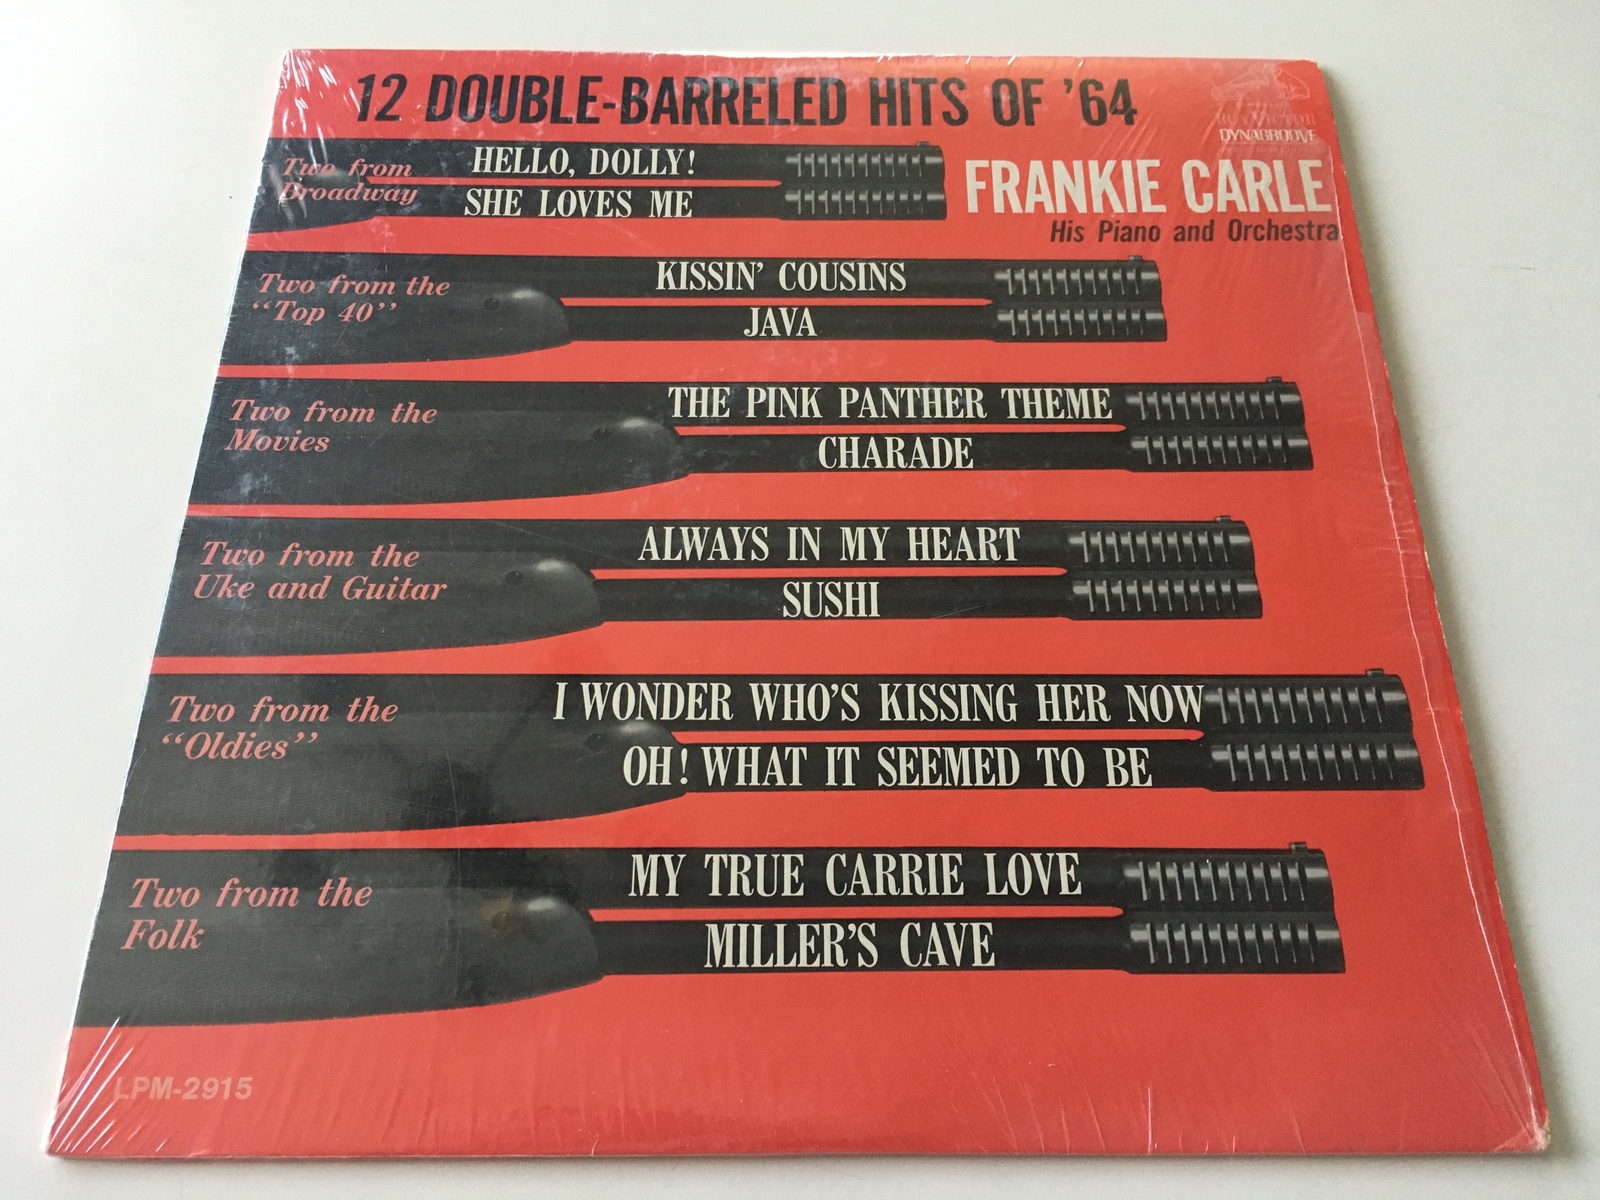 12 DOUBLE-BARRELED HITS OF '64
RCA VICTOR
DYNAGROOVE
FRANKIE CARLE
His Piano and Orchestra
Two from
Broadway
HELLO, DOLLY!
SHE LOVES ME
Two from the
"Top 40"
KISSIN' COUSINS
JAVA
Two from the
Movies
THE PINK PANTHER THEME
CHARADE
Two from the
Uke and Guitar
ALWAYS IN MY HEART
SUSHI
Two from the
"Oldies"
I WONDER WHO'S KISSING HER NOW
OH! WHAT IT SEEMED TO BE
Two from the
Folk
MY TRUE CARRIE LOVE
MILLER'S CAVE
LPM-2915